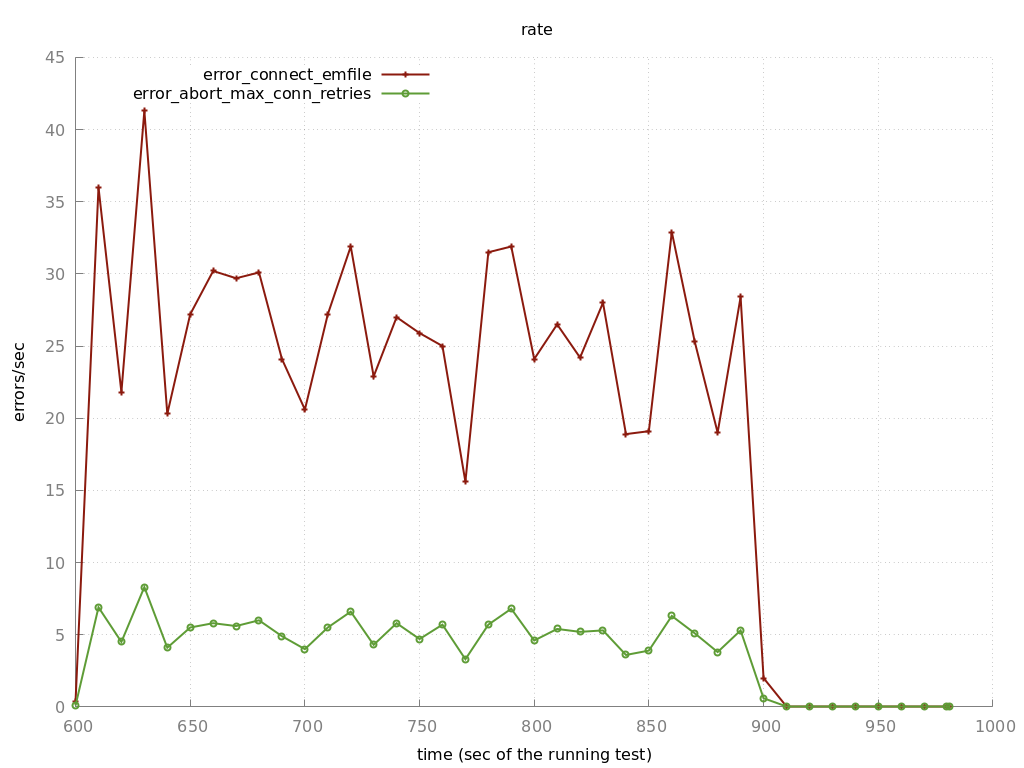 rate
error_connect_emfile
error_abort_max_conn_retries
45
40
35
30
25
20
15
10
5
0
errors/sec
600 650 700 750 800 850 900 950 1000
time (sec of the running test)